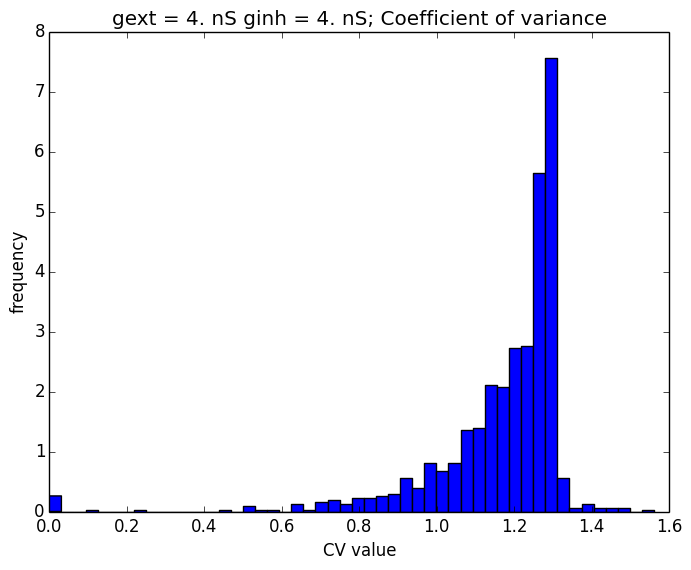 gext = 4. nS ginh = 4. nS; Coefficient of variance
8
7
6
5
4
3
2
1
0
frequency
0.0 0.2 0.4 0.6 0.8 1.0 1.2 1.4 1.6
CV value